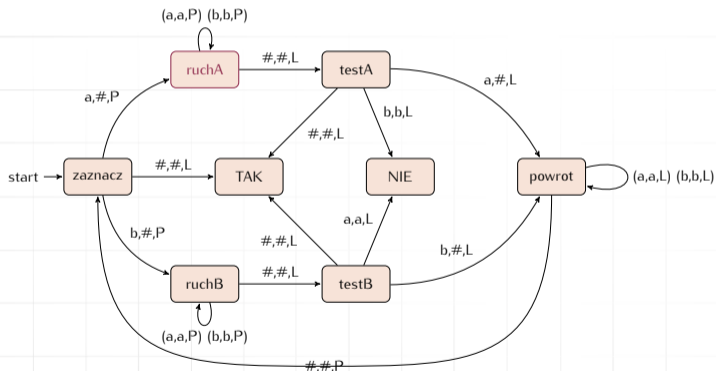 (a,a,P) (b,b,P)
ruchA
#,#,L
testA
a,#,P
a,#,L
b,b,L
#,#,L
start
zaznacz
#,#,L
TAK
NIE
powrot
(a,a,L) (b,b,L)
b,#,P
a,a,L
#,#,L
b,#,L
ruchB
#,#,L
testB
(a,a,P) (b,b,P)
#,#,P